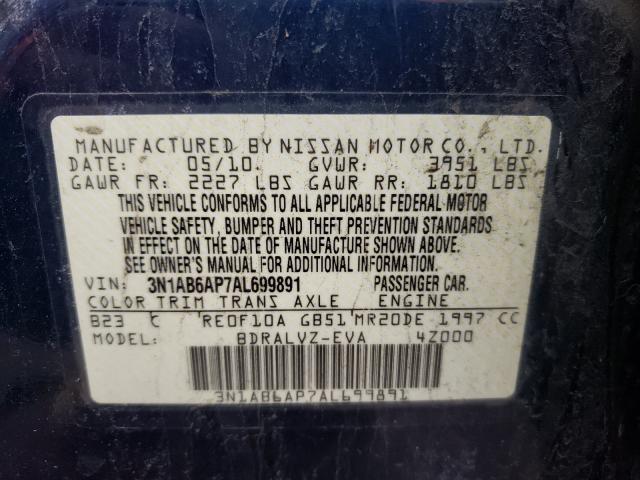 MANUFACTURED BY NISSAN MOTOR CO., LTD.
DATE: 05/10 GVWR: 3951 LBS
GAWR FR: 2227 LBS GAWR RR: 1810 LBS
THIS VEHICLE CONFORMS TO ALL APPLICABLE FEDERAL MOTOR
VEHICLE SAFETY, BUMPER AND THEFT PREVENTION STANDARDS
IN EFFECT ON THE DATE OF MANUFACTURE SHOWN ABOVE.
SEE OWNER'S MANUAL FOR ADDITIONAL INFORMATION.
VIN: 3N1AB6AP7AL699891 PASSENGER CAR.
COLOR TRIM TRANS AXLE ENGINE
B23 C RE0F10A GB51 MR20DE 1997 CC
MODEL: BDRALVZ-EVA 4Z000
3N1AB6AP7AL699891